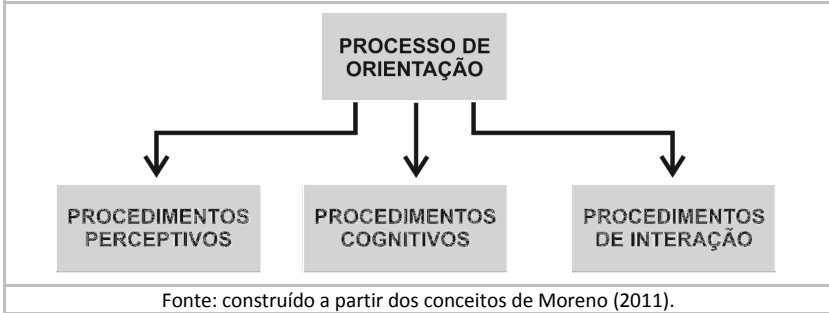 PROCESSO DE
ORIENTAÇÃO
PROCEDIMENTOS
PERCEPTIVOS
PROCEDIMENTOS
COGNITIVOS
PROCEDIMENTOS
DE INTERAÇÃO
Fonte: construído a partir dos conceitos de Moreno (2011).